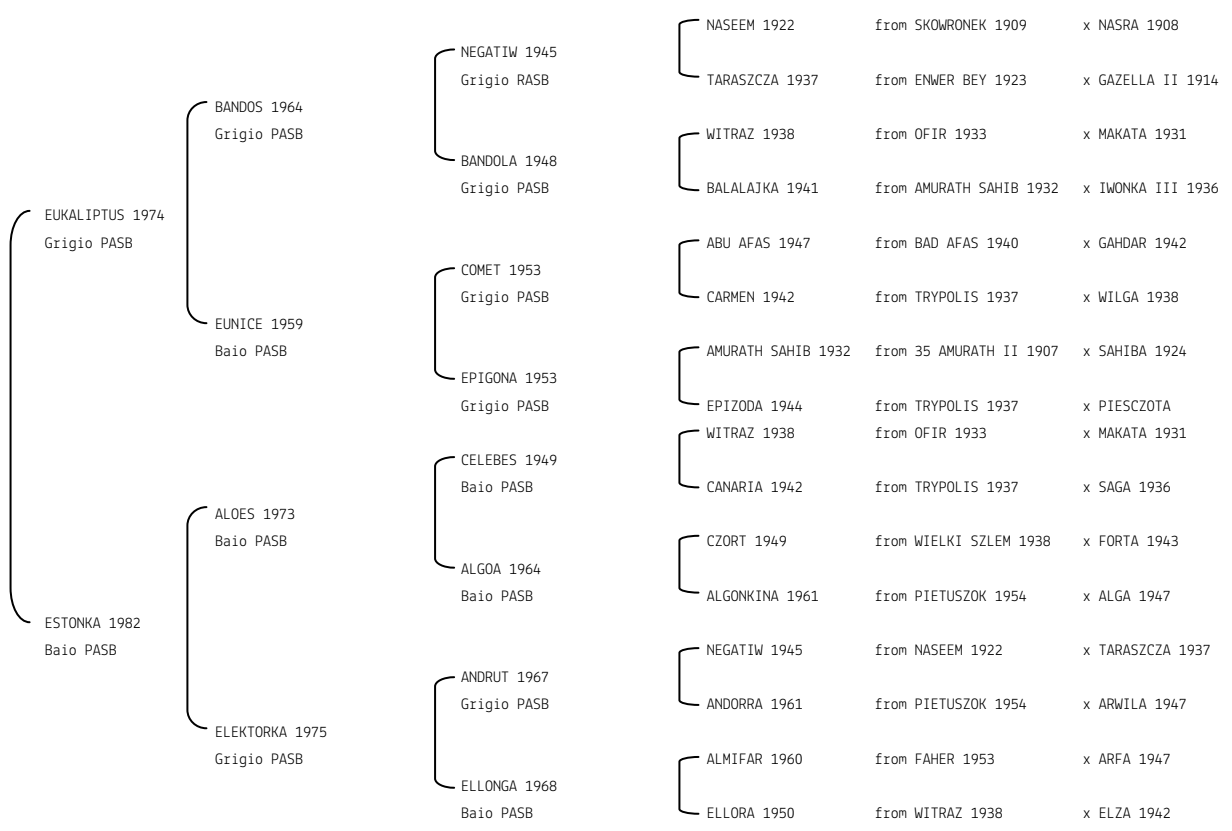 NASEEM 1922 from SKOWRONEK 1909 x NASRA 1908
NEGATIW 1945
Grigio RASB
TARASZCZA 1937 from ENWER BEY 1923 x GAZELLA II 1914
BANDOS 1964
Grigio PASB
WITRAZ 1938 from OFIR 1933 x MAKATA 1931
BANDOLA 1948
Grigio PASB
BALALAJKA 1941 from AMURATH SAHIB 1932 x IWONKA III 1936
EUKALIPTUS 1974
Grigio PASB
ABU AFAS 1947 from BAD AFAS 1940 x GAHDAR 1942
COMET 1953
Grigio PASB
CARMEN 1942 from TRYPOLIS 1937 x WILGA 1938
EUNICE 1959
Baio PASB
AMURATH SAHIB 1932 from 35 AMURATH II 1907 x SAHIBA 1924
EPIGONA 1953
Grigio PASB
EPIZODA 1944 from TRYPOLIS 1937 x PIESCZOTA
WITRAZ 1938 from OFIR 1933 x MAKATA 1931
CELEBES 1949
Baio PASB
CANARIA 1942 from TRYPOLIS 1937 x SAGA 1936
ALOES 1973
Baio PASB
CZORT 1949 from WIELKI SZLEM 1938 x FORTA 1943
ALGOA 1964
Baio PASB
ALGONKINA 1961 from PIETUSZOK 1954 x ALGA 1947
ESTONKA 1982
Baio PASB
NEGATIW 1945 from NASEEM 1922 x TARASZCZA 1937
ANDRUT 1967
Grigio PASB
ANDORRA 1961 from PIETUSZOK 1954 x ARWILA 1947
ELEKTORKA 1975
Grigio PASB
ALMIFAR 1960 from FAHER 1953 x ARFA 1947
ELLONGA 1968
Baio PASB
ELLORA 1950 from WITRAZ 1938 x ELZA 1942